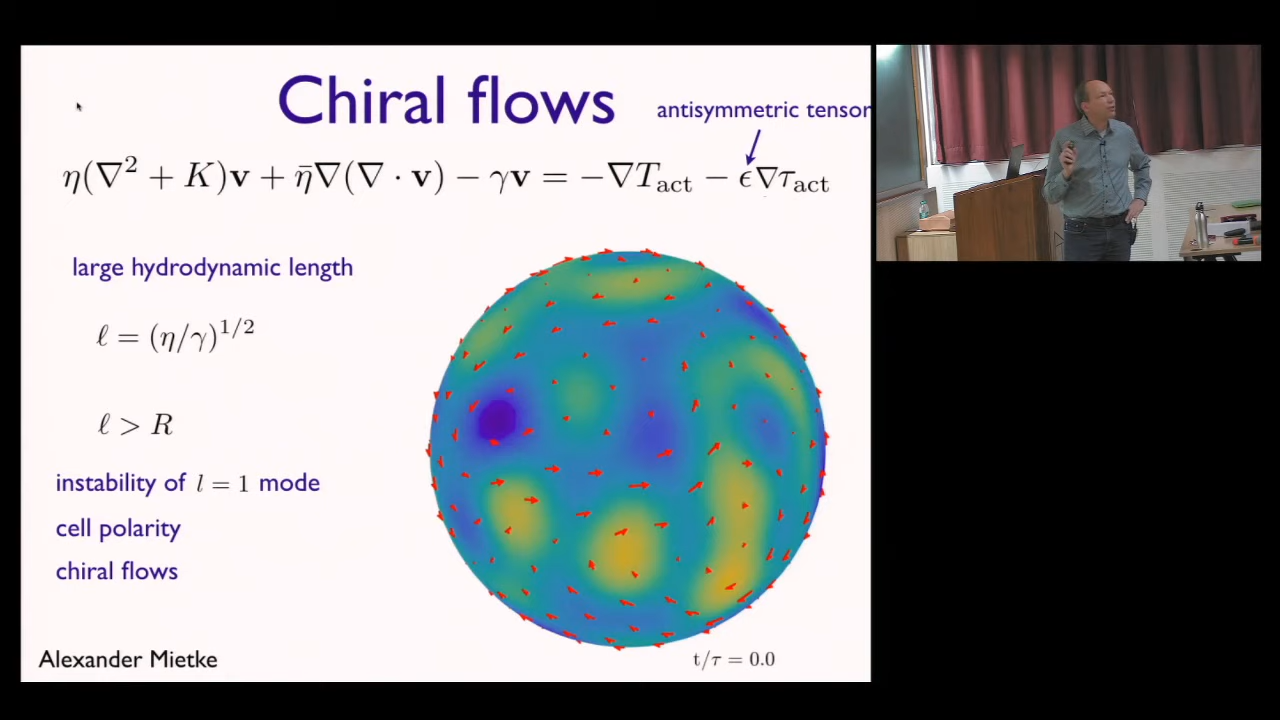 Chiral flows
antisymmetric tensor
η(∇² + K)v + η̄∇(∇ · v) − γv = −∇T_act − ϵ∇τ_act
large hydrodynamic length
ℓ = (η/γ)^{1/2}
ℓ > R
instability of l = 1 mode
cell polarity
chiral flows
Alexander Mietke
t/τ = 0.0